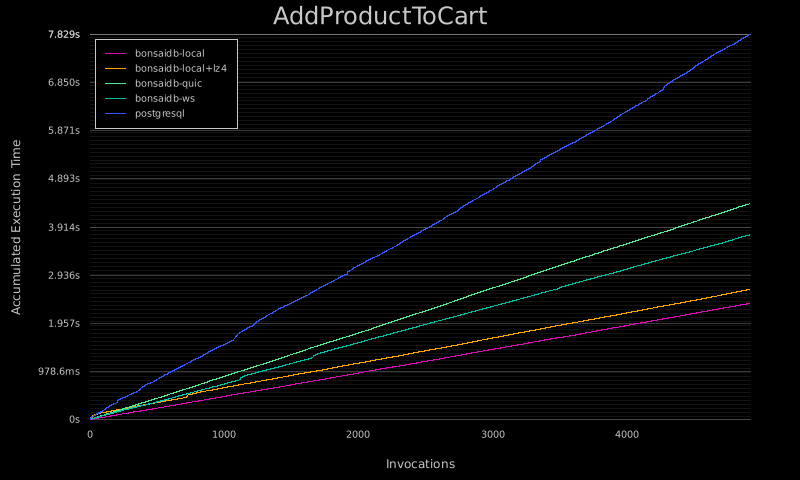 AddProductToCart
7.829s
6.850s
5.871s
4.893s
3.914s
2.936s
1.957s
978.6ms
0s
Accumulated Execution Time
bonsaidb-local
bonsaidb-local+lz4
bonsaidb-quic
bonsaidb-ws
postgresql
0 1000 2000 3000 4000
Invocations